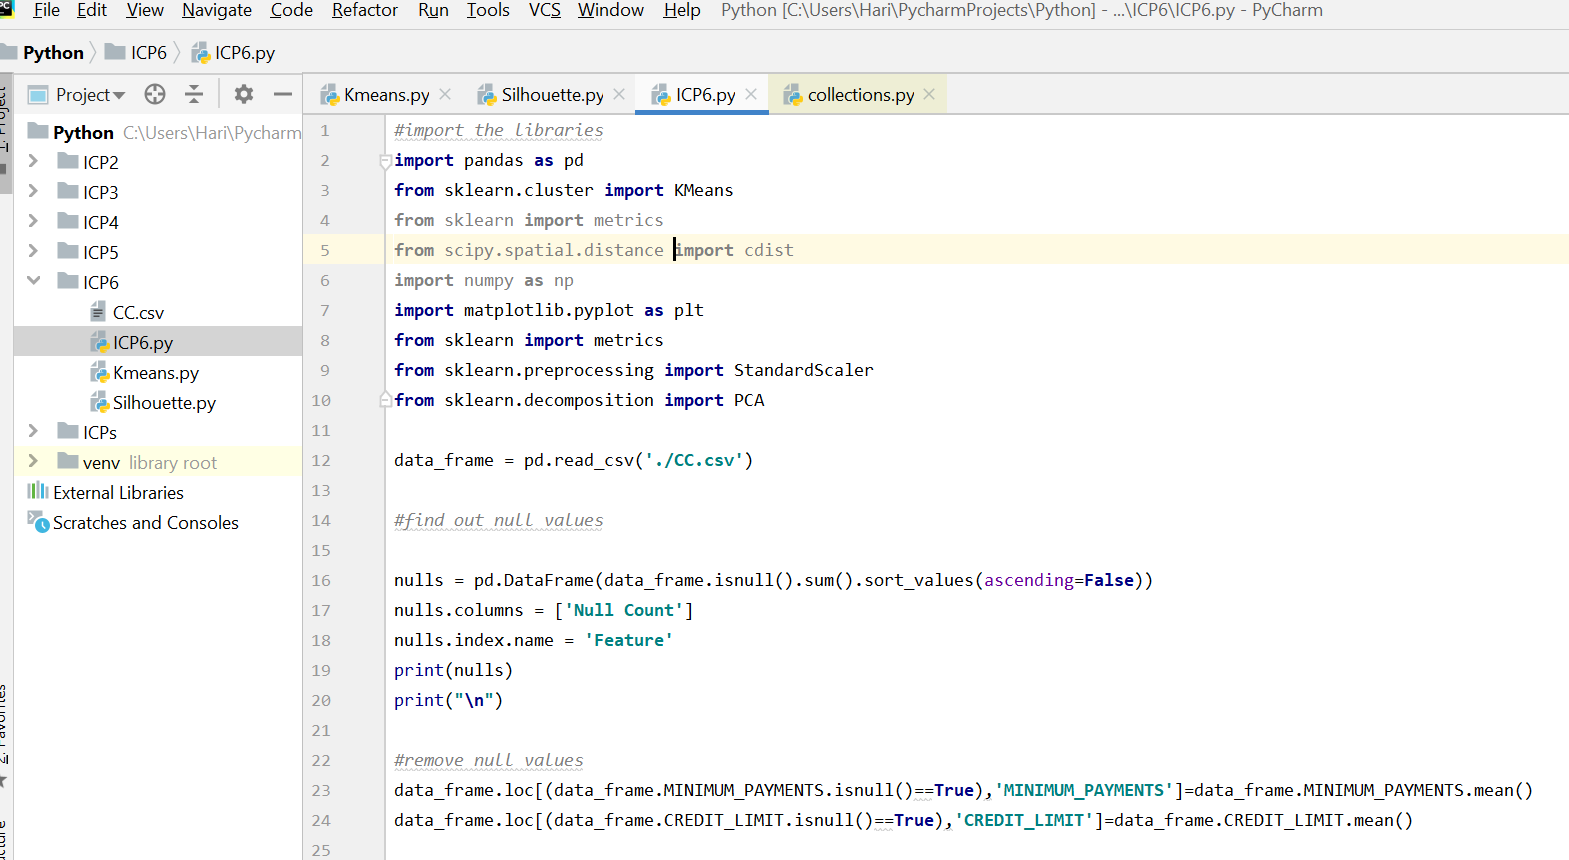 PC File Edit View Navigate Code Refactor Run Tools VCS Window Help Python [C:\Users\Hari\PycharmProjects\Python] - ...\ICP6\ICP6.py - PyCharm
Python ICP6 ICP6.py
Project
Kmeans.py Silhouette.py ICP6.py collections.py
Python C:\Users\Hari\Pycharm
ICP2
ICP3
ICP4
ICP5
ICP6
CC.csv
ICP6.py
Kmeans.py
Silhouette.py
ICPs
venv library root
External Libraries
Scratches and Consoles
1: Project
2: Favorites
1 #import the libraries
2 import pandas as pd
3 from sklearn.cluster import KMeans
4 from sklearn import metrics
5 from scipy.spatial.distance import cdist
6 import numpy as np
7 import matplotlib.pyplot as plt
8 from sklearn import metrics
9 from sklearn.preprocessing import StandardScaler
10 from sklearn.decomposition import PCA
11
12 data_frame = pd.read_csv('./CC.csv')
13
14 #find out null values
15
16 nulls = pd.DataFrame(data_frame.isnull().sum().sort_values(ascending=False))
17 nulls.columns = ['Null Count']
18 nulls.index.name = 'Feature'
19 print(nulls)
20 print("\n")
21
22 #remove null values
23 data_frame.loc[(data_frame.MINIMUM_PAYMENTS.isnull()==True),'MINIMUM_PAYMENTS']=data_frame.MINIMUM_PAYMENTS.mean()
24 data_frame.loc[(data_frame.CREDIT_LIMIT.isnull()==True),'CREDIT_LIMIT']=data_frame.CREDIT_LIMIT.mean()
25